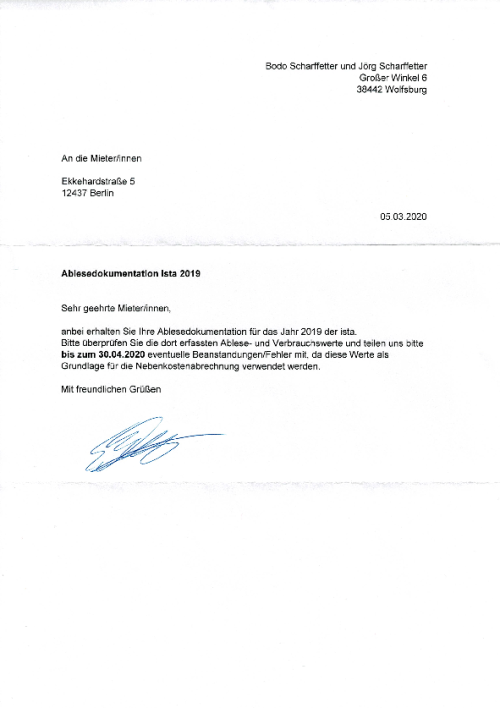 Bodo Scharffetter und Jörg Scharffetter
Großer Winkel 6
38442 Wolfsburg
An die Mieter/innen
Ekkehardstraße 5
12437 Berlin
05.03.2020
Ablesedokumentation Ista 2019
Sehr geehrte Mieter/innen,
anbei erhalten Sie Ihre Ablesedokumentation für das Jahr 2019 der ista.
Bitte überprüfen Sie die dort erfassten Ablese- und Verbrauchswerte und teilen uns bitte
bis zum 30.04.2020 eventuelle Beanstandungen/Fehler mit, da diese Werte als
Grundlage für die Nebenkostenabrechnung verwendet werden.
Mit freundlichen Grüßen